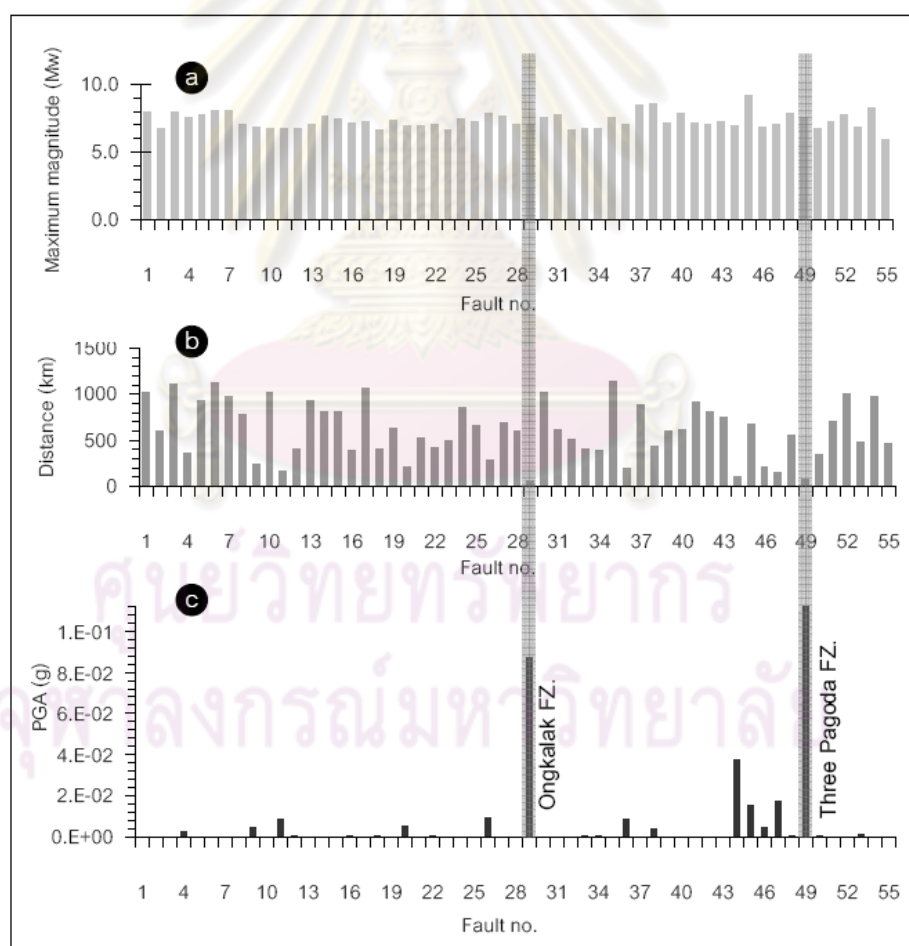 a
Maximum magnitude (Mw)
10.0
5.0
0.0
1 4 7 10 13 16 19 22 25 28 31 34 37 40 43 46 49 52 55
Fault no.
b
Distance (km)
1500
1000
500
0
1 4 7 10 13 16 19 22 25 28 31 34 37 40 43 46 49 52 55
Fault no.
ศูนย์วิทยทรัพยากร
จุฬาลงกรณ์มหาวิทยาลัย
c
PGA (g)
1.E-01
8.E-02
6.E-02
4.E-02
2.E-02
0.E+00
Ongkalak FZ.
Three Pagoda FZ.
1 4 7 10 13 16 19 22 25 28 31 34 37 40 43 46 49 52 55
Fault no.